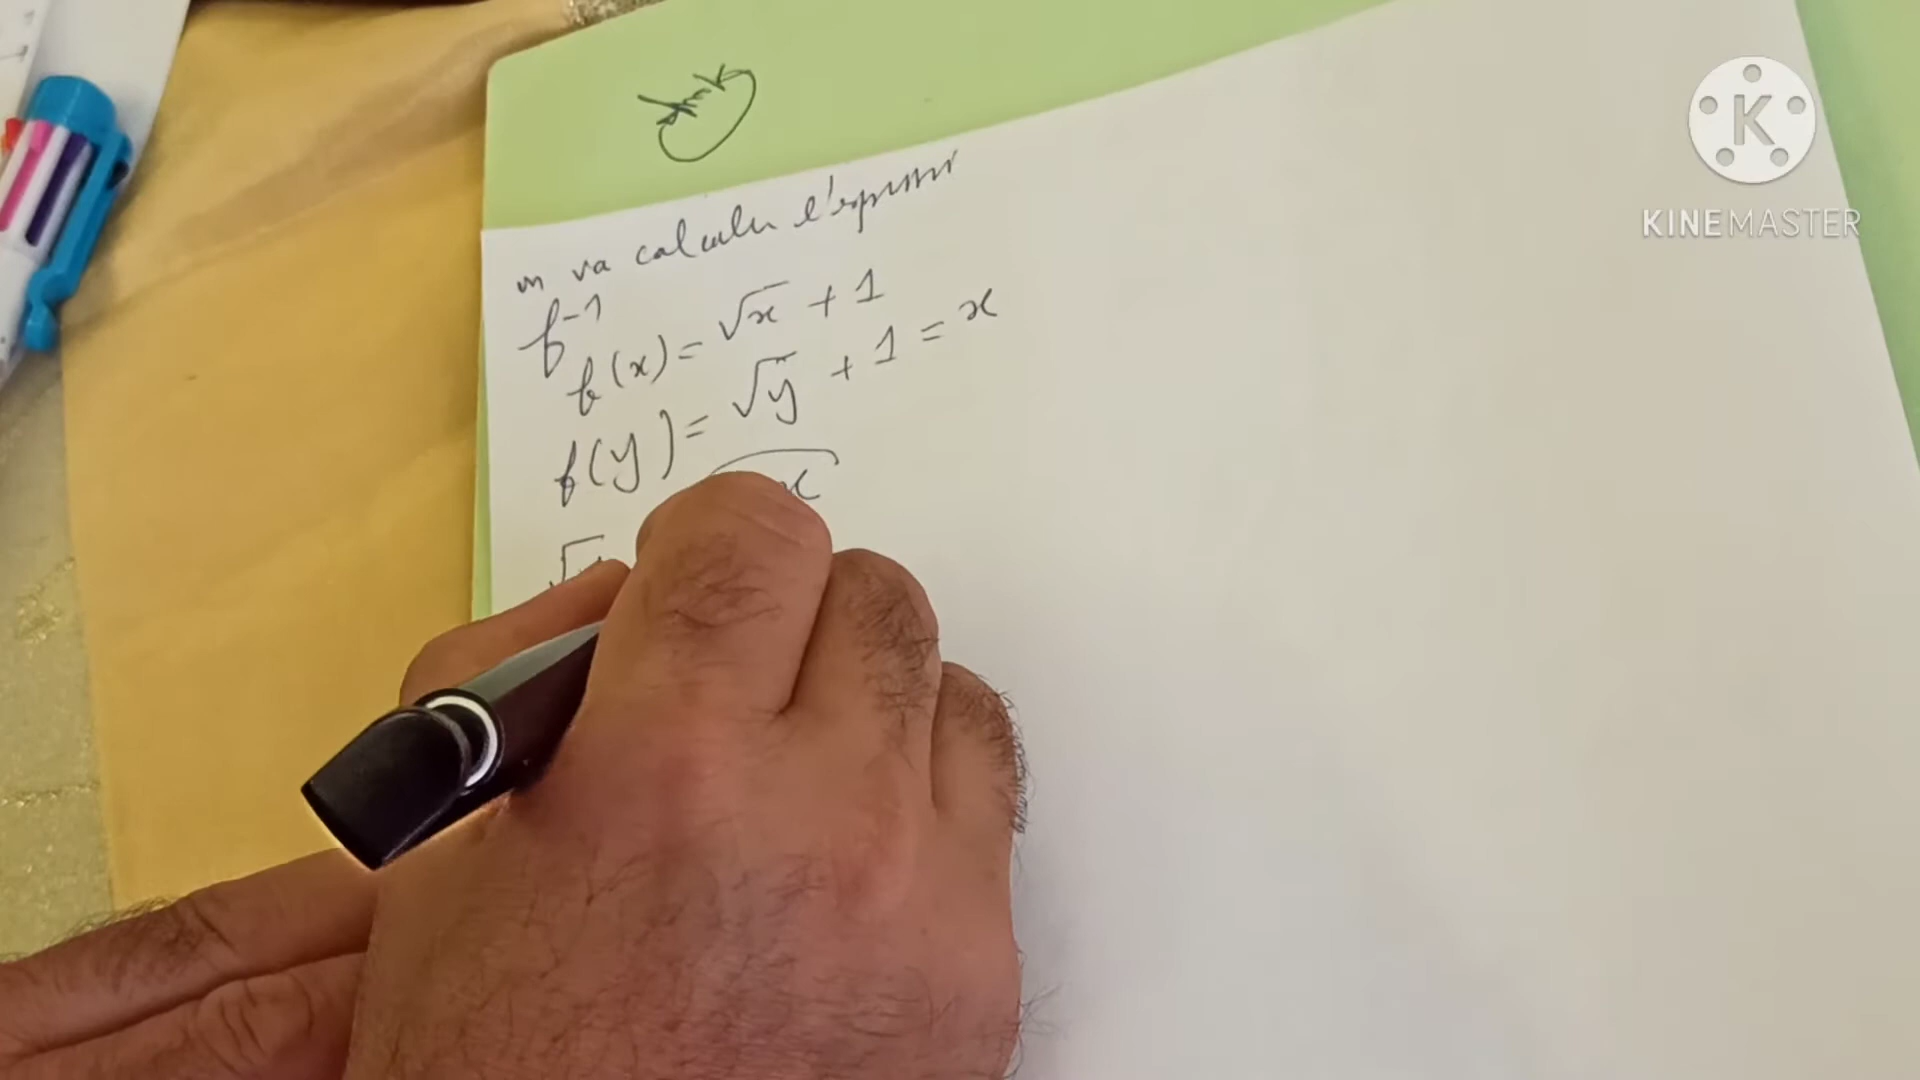 on va calculer l'expression
f⁻¹
f(x) = √x + 1
f(y) = √y + 1 = x
x
√y
KINEMASTER